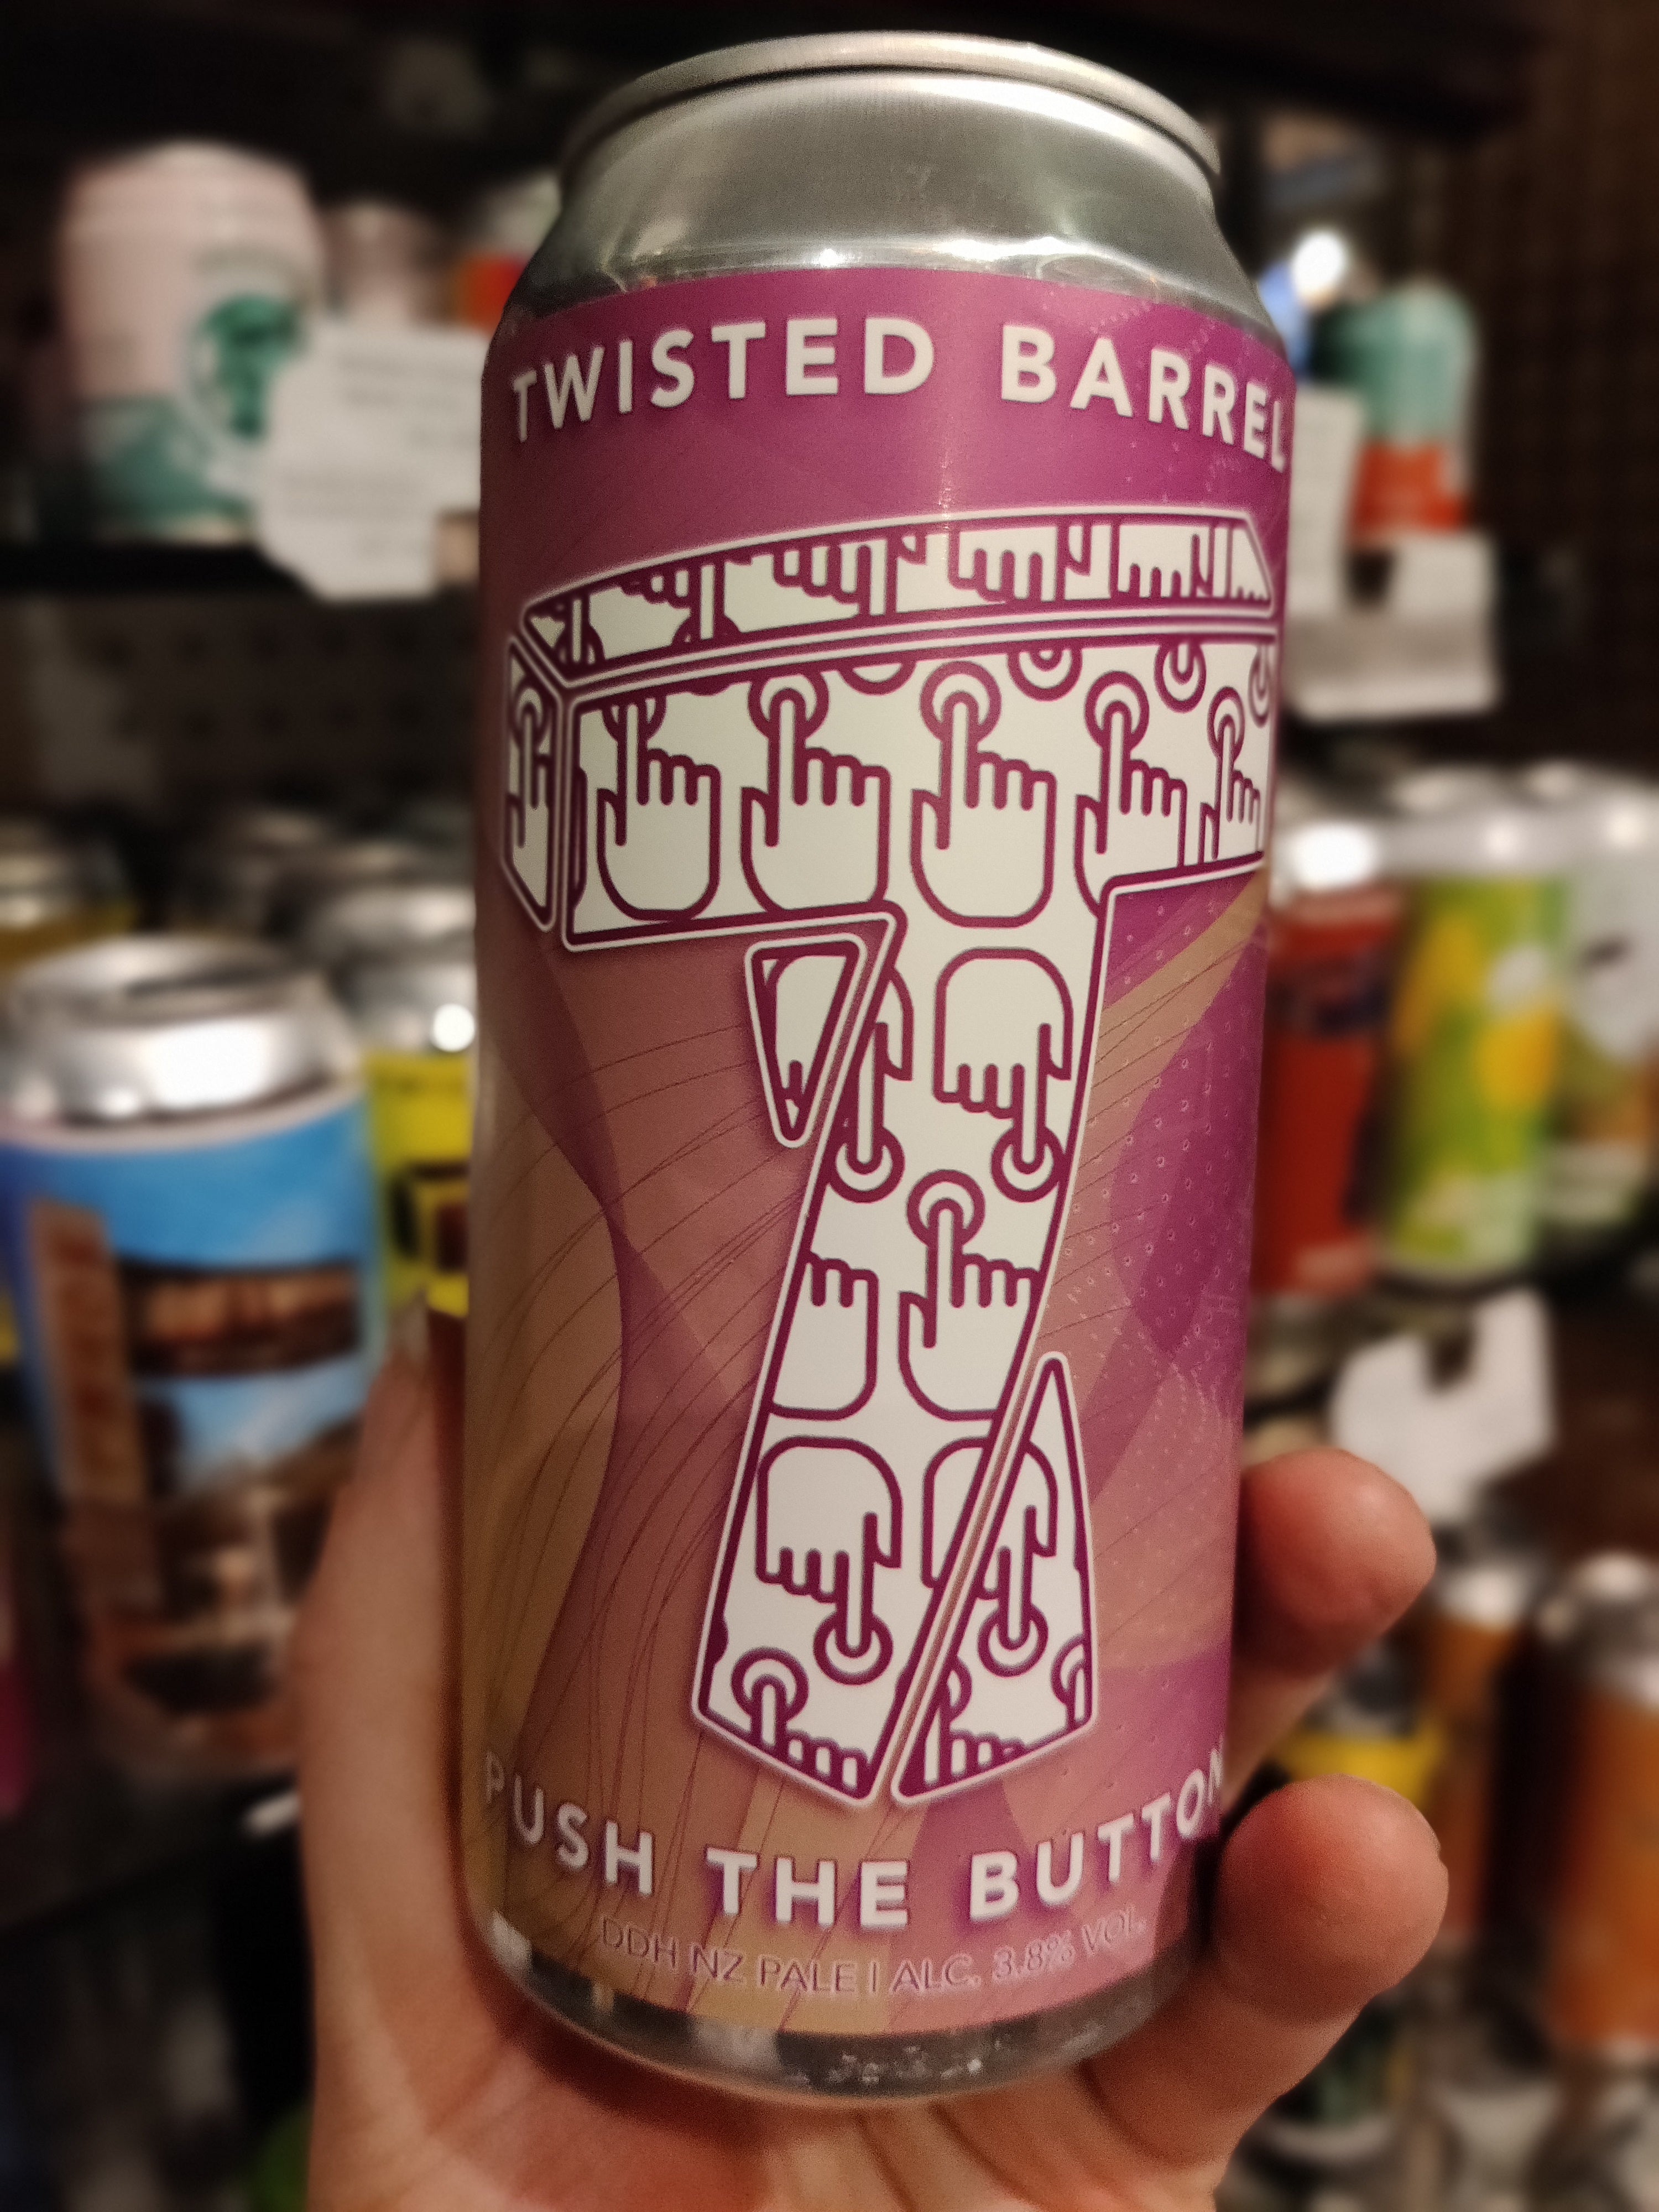 TWISTED BARREL
PUSH THE BUTTON
DDH NZ PALE | ALC. 3.8% VOL.